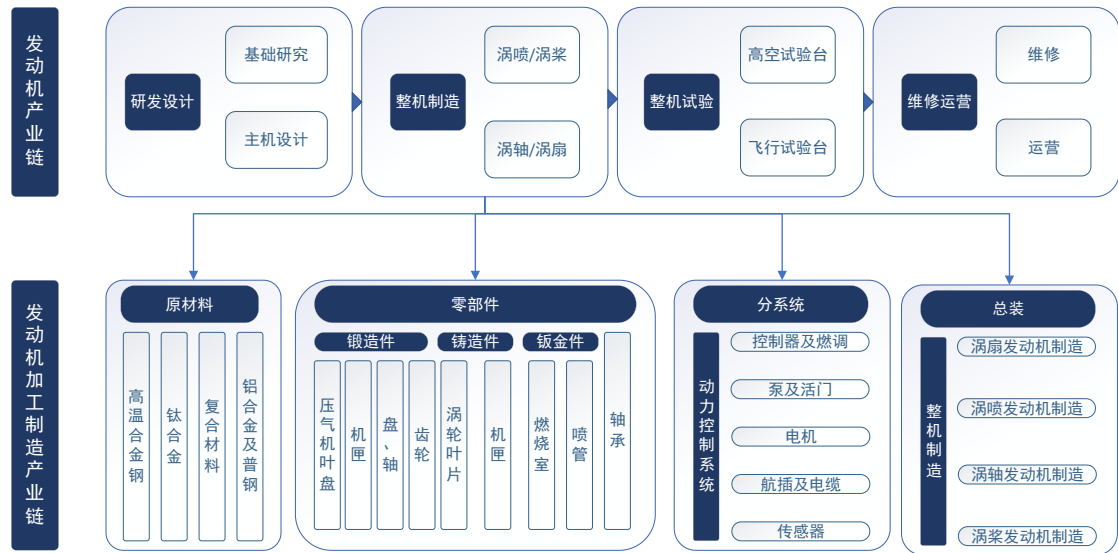 发动机产业链
研发设计
基础研究
主机设计
整机制造
涡喷/涡桨
涡轴/涡扇
整机试验
高空试验台
飞行试验台
维修运营
维修
运营
发动机加工制造产业链
原材料
高温合金钢
钛合金
复合材料
铝合金及普钢
零部件
锻造件
压气机叶盘
机匣
盘、轴
齿轮
铸造件
涡轮叶片
机匣
钣金件
燃烧室
喷管
轴承
分系统
动力控制系统
控制器及燃调
泵及活门
电机
航插及电缆
传感器
总装
整机制造
涡扇发动机制造
涡喷发动机制造
涡轴发动机制造
涡桨发动机制造